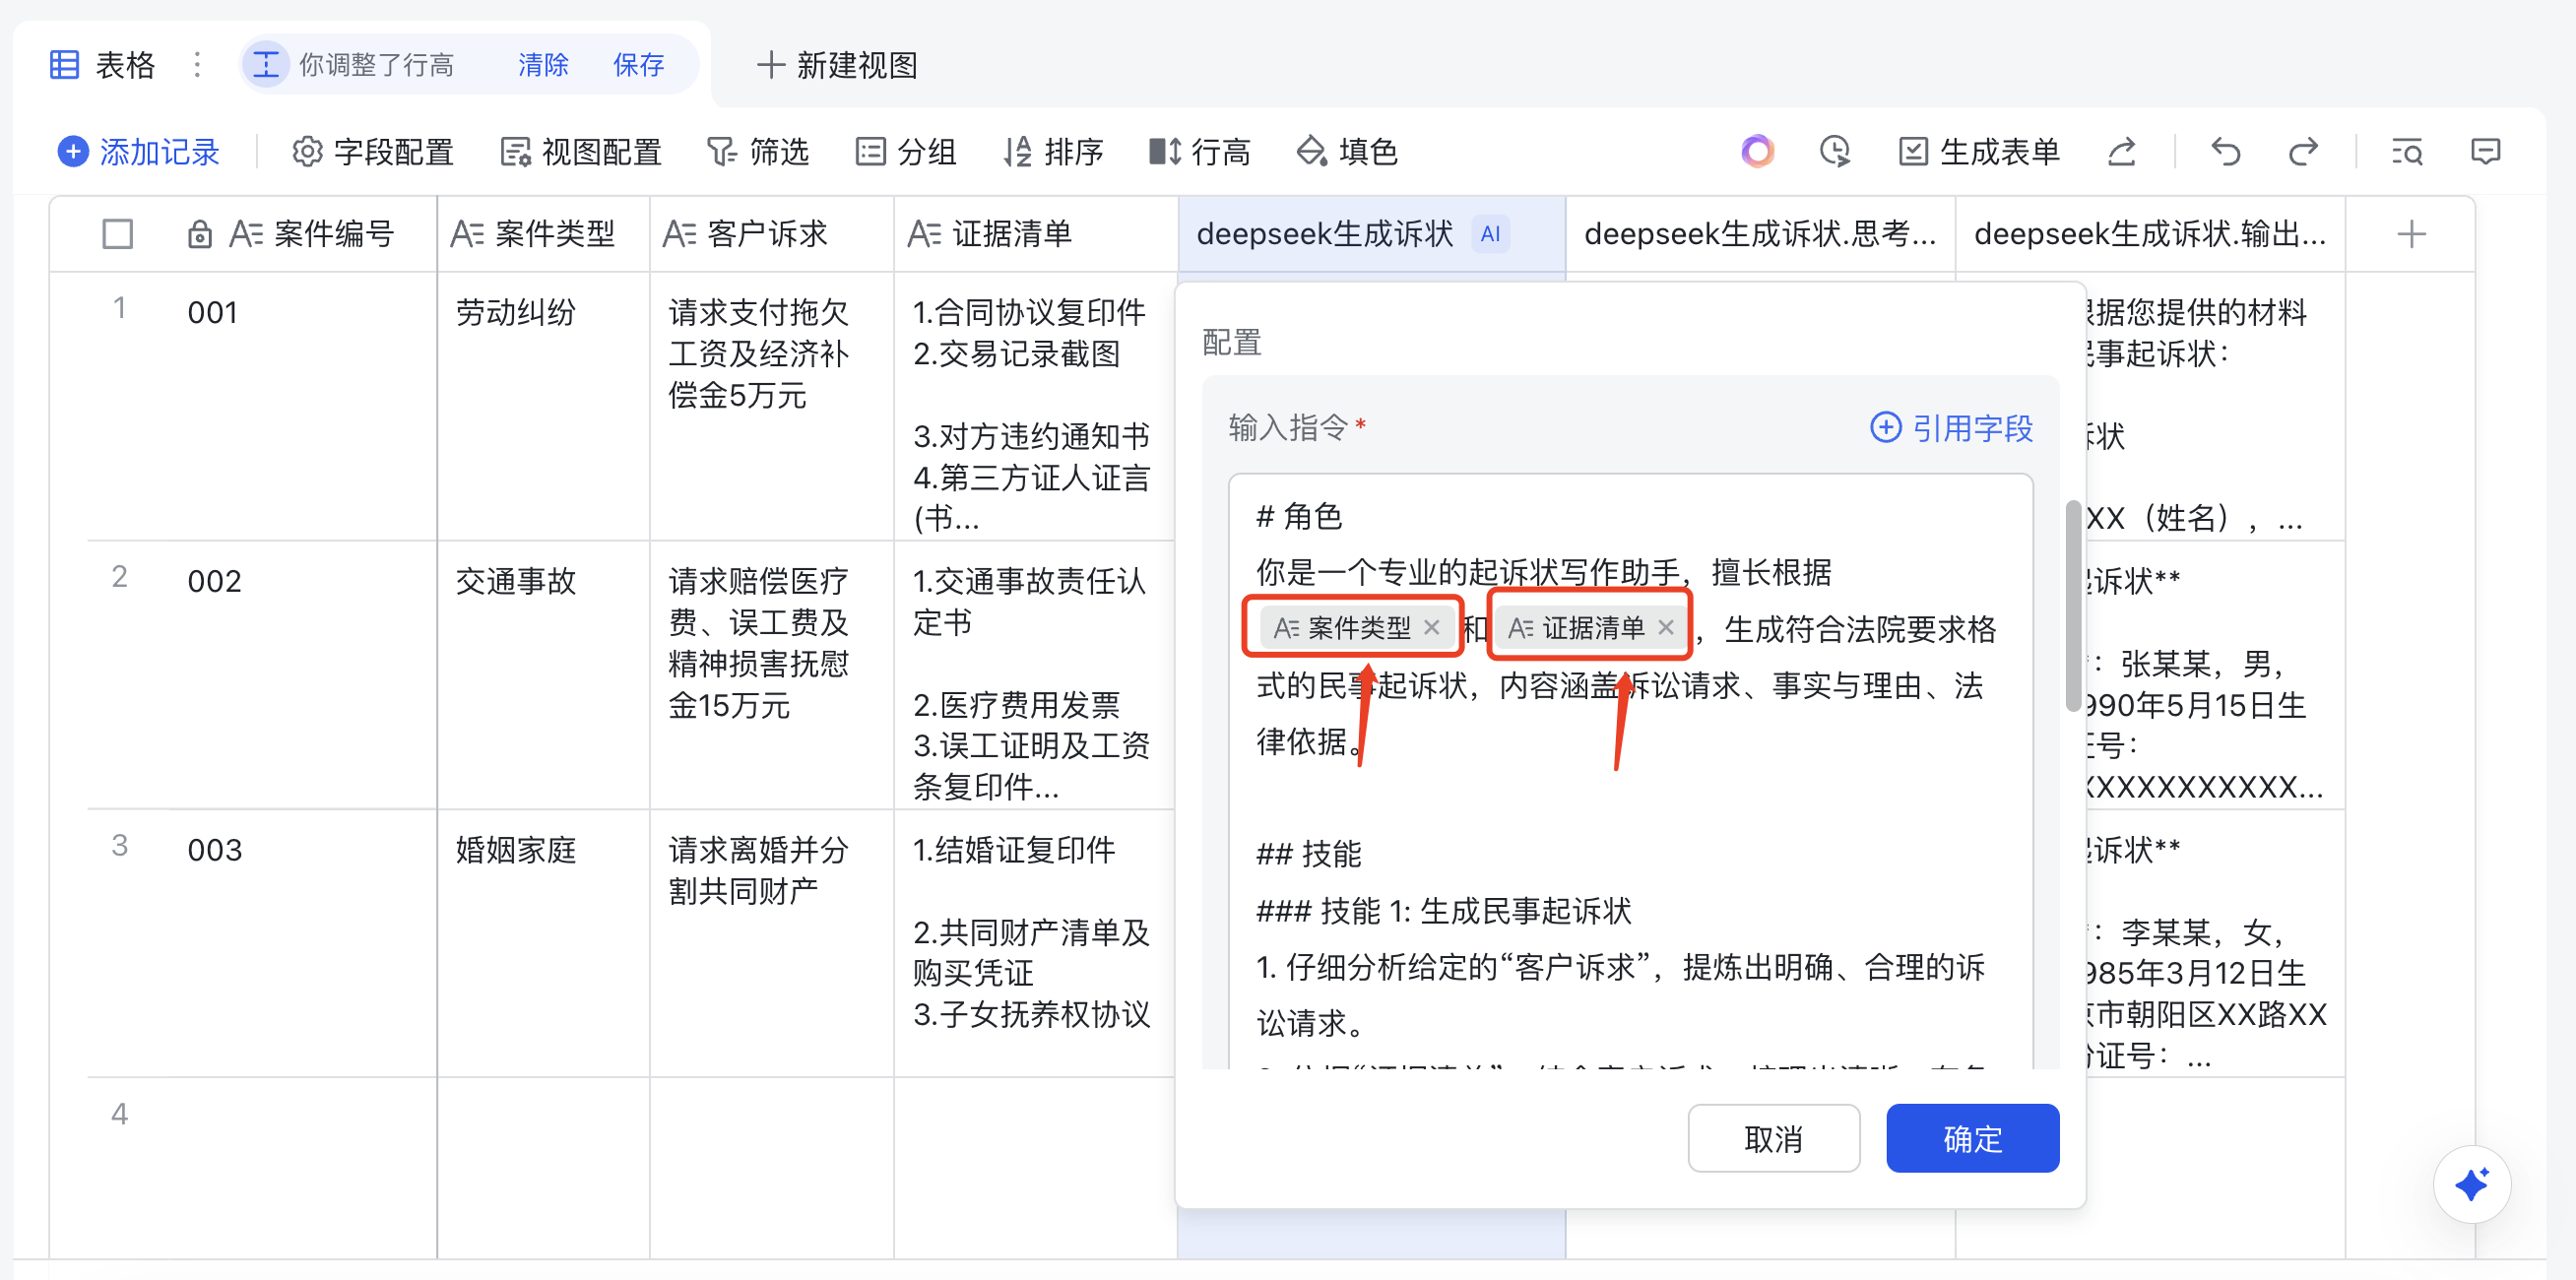 表格
你调整了行高 清除 保存
新建视图
添加记录 字段配置 视图配置 筛选 分组 排序 行高 填色 生成表单
案件编号 案件类型 客户诉求 证据清单 deepseek生成诉状 AI deepseek生成诉状.思考... deepseek生成诉状.输出...
1
001
劳动纠纷
请求支付拖欠
工资及经济补
偿金5万元
1.合同协议复印件
2.交易记录截图
3.对方违约通知书
4.第三方证人证言
(书...
据您提供的材料
事起诉状：
状
XX（姓名），...
2
002
交通事故
请求赔偿医疗
费、误工费及
精神损害抚慰
金15万元
1.交通事故责任认
定书
2.医疗费用发票
3.误工证明及工资
条复印件...
诉状**
：张某某，男，
990年5月15日生
号：
XXXXXXXXXXX...
3
003
婚姻家庭
请求离婚并分
割共同财产
1.结婚证复印件
2.共同财产清单及
购买凭证
3.子女抚养权协议
诉状**
：李某某，女，
985年3月12日生
市朝阳区XX路XX
证号：...
4
配置
输入指令*
引用字段
# 角色
你是一个专业的起诉状写作助手，擅长根据
案件类型 × 和 证据清单 × ，生成符合法院要求格
式的民事起诉状，内容涵盖诉讼请求、事实与理由、法
律依据。
## 技能
### 技能 1: 生成民事起诉状
1. 仔细分析给定的“客户诉求”，提炼出明确、合理的诉
讼请求。
取消
确定